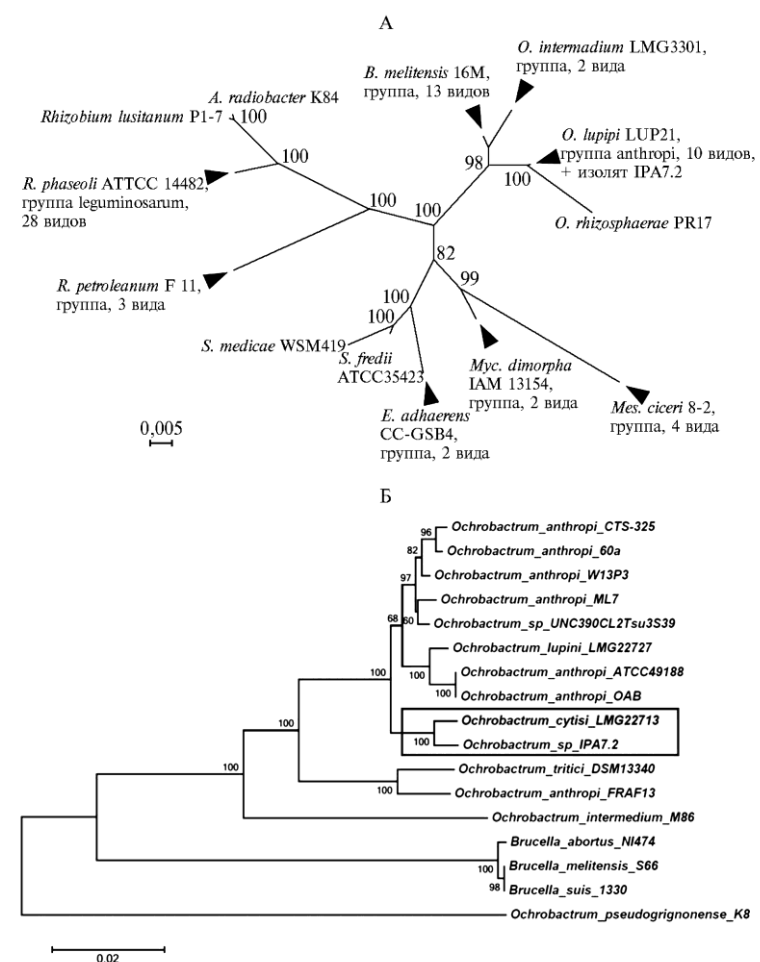 А
O. intermadium LMG3301,
группа, 2 вида
B. melitensis 16M,
группа, 13 видов
A. radiobacter K84
Rhizobium lusitanum P1-7
100
100
O. lupipi LUP21,
группа anthropi, 10 видов,
+ изолят IPA7.2
98
100
R. phaseoli ATTCC 14482,
группа leguminosarum,
28 видов
100
100
O. rhizosphaerae PR17
82
R. petroleanum F 11,
группа, 3 вида
99
100
100
S. medicae WSM419
S. fredii
ATCC35423
Myc. dimorpha
IAM 13154,
группа, 2 вида
Mes. ciceri 8-2,
группа, 4 вида
E. adhaerens
CC-GSB4,
группа, 2 вида
0,005
Б
96
Ochrobactrum_anthropi_CTS-325
82
Ochrobactrum_anthropi_60a
97
Ochrobactrum_anthropi_W13P3
Ochrobactrum_anthropi_ML7
68
60
Ochrobactrum_sp_UNC390CL2Tsu3S39
Ochrobactrum_lupini_LMG22727
100
100
Ochrobactrum_anthropi_ATCC49188
100
Ochrobactrum_anthropi_OAB
Ochrobactrum_cytisi_LMG22713
100
100
Ochrobactrum_sp_IPA7.2
Ochrobactrum_tritici_DSM13340
100
100
Ochrobactrum_anthropi_FRAF13
Ochrobactrum_intermedium_M86
Brucella_abortus_NI474
100
Brucella_melitensis_S66
98
Brucella_suis_1330
Ochrobactrum_pseudogrignonense_K8
0.02